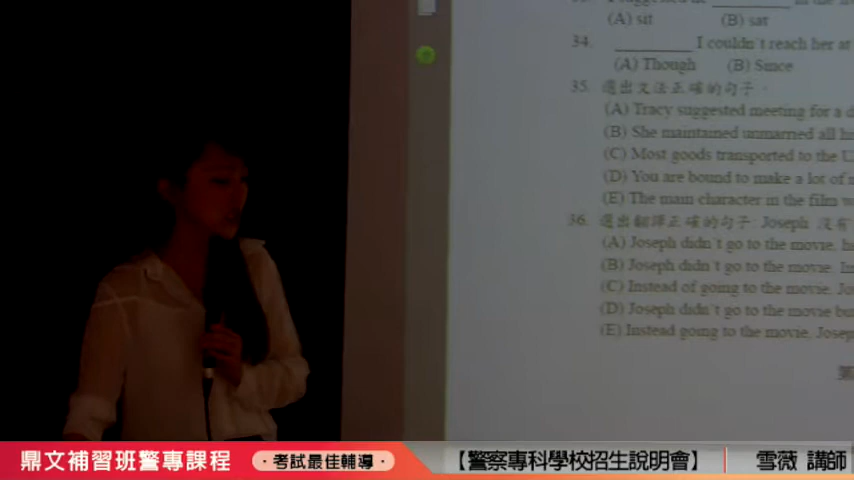 (A) sit (B) sat
34. ________ I couldn't reach her at
(A) Though (B) Since
35. 選出文法正確的句子。
(A) Tracy suggested meeting for a
(B) She maintained unmarried all
(C) Most goods transported to the
(D) You are bound to make a lot of
(E) The main character in the film
36. 選出翻譯正確的句子: Joseph 沒有
(A) Joseph didn't go to the movie,
(B) Joseph didn't go to the movie.
(C) Instead of going to the movie,
(D) Joseph didn't go to the movie
(E) Instead going to the movie,
鼎文補習班警專課程 ·考試最佳輔導· 【警察專科學校招生說明會】 雪薇 講師